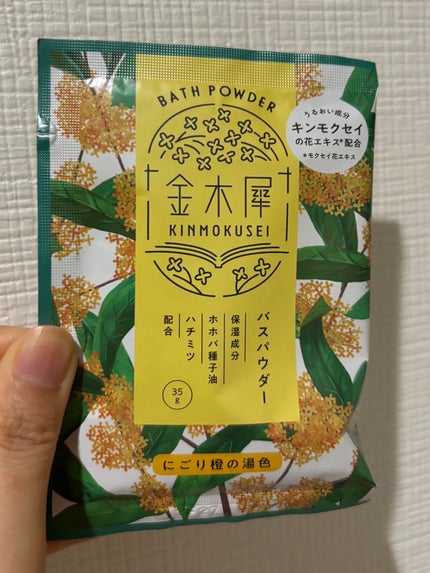 BATH POWDER
うるおい成分
キンモクセイ
の花エキス*配合
*モクセイ花エキス
金木犀
KINMOKUSEI
バスパウダー
保湿成分
ホホバ種子油
ハチミツ
配合
35g
にごり橙の湯色